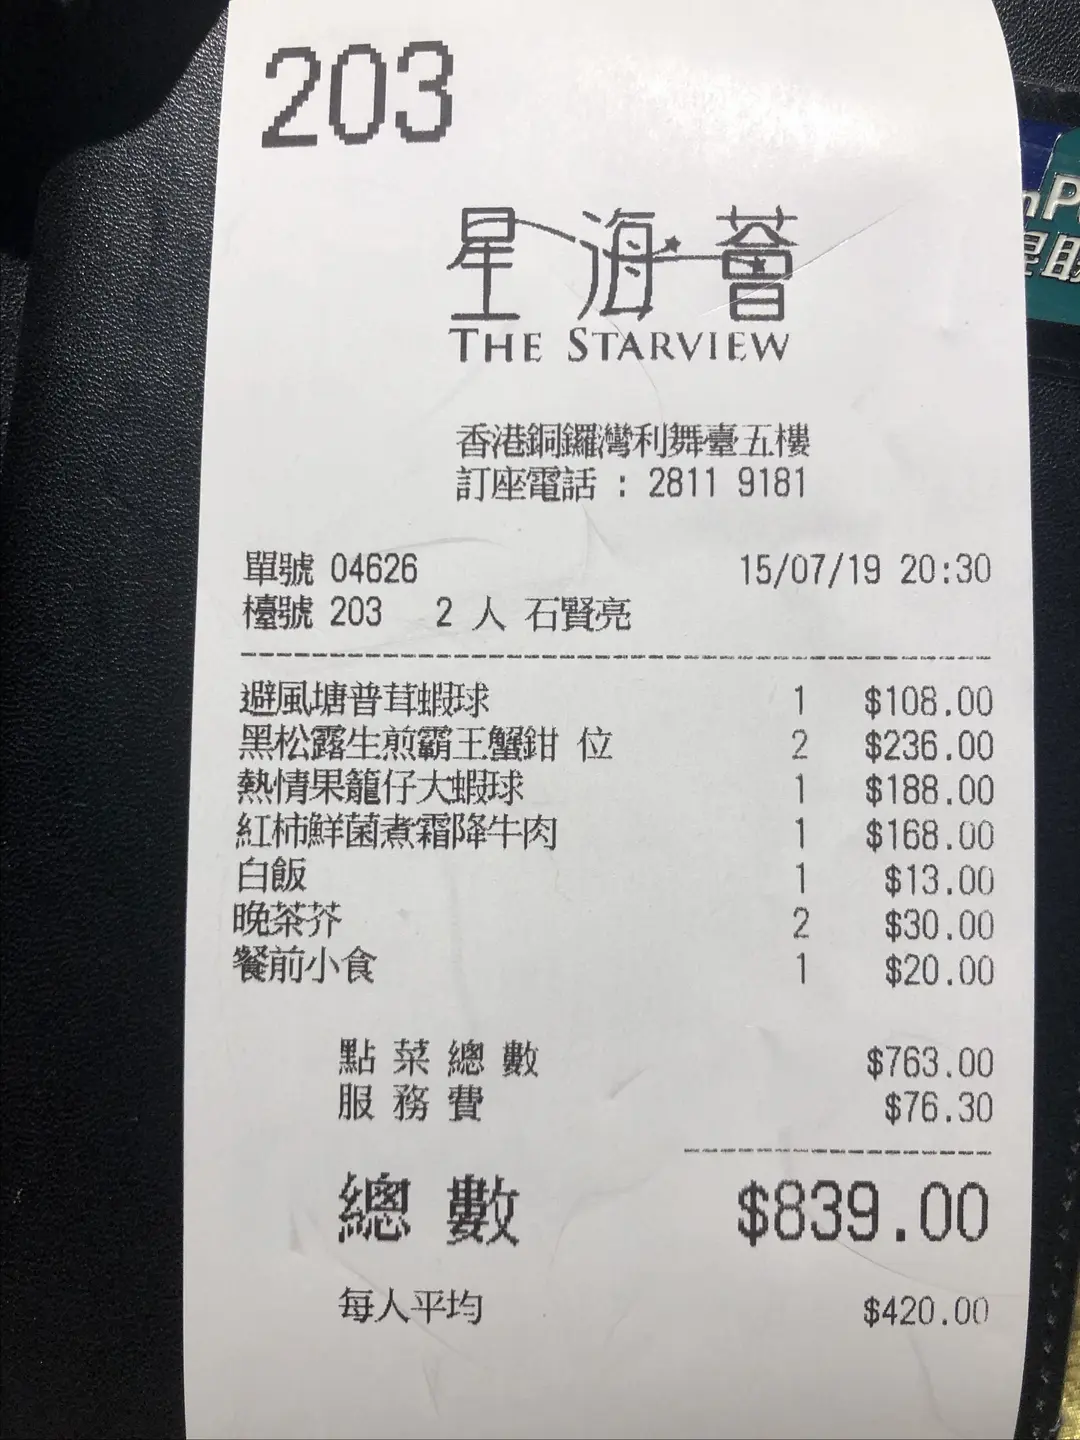 203
星海薈
THE STARVIEW
香港銅鑼灣利舞臺五樓
訂座電話 : 2811 9181
單號 04626 15/07/19 20:30
檯號 203 2 人 石賢亮
避風塘普茸蝦球 1 $108.00
黑松露生煎霸王蟹鉗 位 2 $236.00
熱情果籠仔大蝦球 1 $188.00
紅柿鮮菌煮霜降牛肉 1 $168.00
白飯 1 $13.00
晚茶芥 2 $30.00
餐前小食 1 $20.00
點菜總數 $763.00
服務費 $76.30
總數 $839.00
每人平均 $420.00